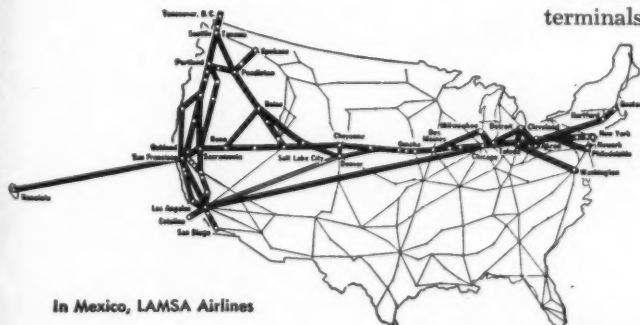 terminals
Vancouver, B.C.
Seattle
Tacoma
Spokane
Portland
Pendleton
Boise
Oakland
San Francisco
Reno
Sacramento
Salt Lake City
Cheyenne
Denver
Omaha
Des Moines
Milwaukee
Chicago
Detroit
Toledo
Cleveland
Akron
Hartford
Boston
New York
Newark
Philadelphia
Washington
Honolulu
Los Angeles
Catalina
San Diego
In Mexico, LAMSA Airlines